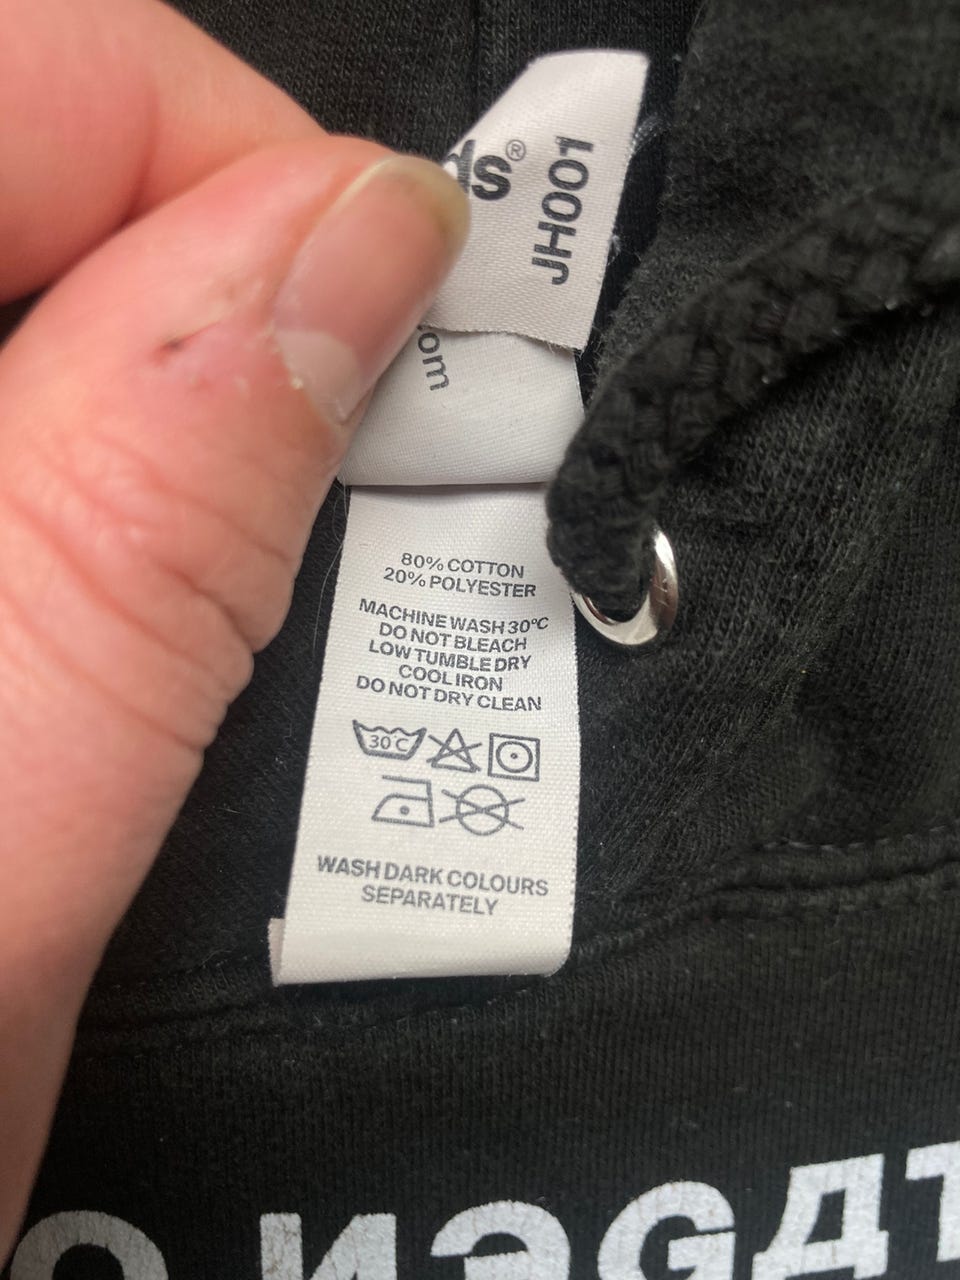 ds®
JH001
om
80% COTTON
20% POLYESTER
MACHINE WASH 30°C
DO NOT BLEACH
LOW TUMBLE DRY
COOL IRON
DO NOT DRY CLEAN
30°C
WASH DARK COLOURS
SEPARATELY